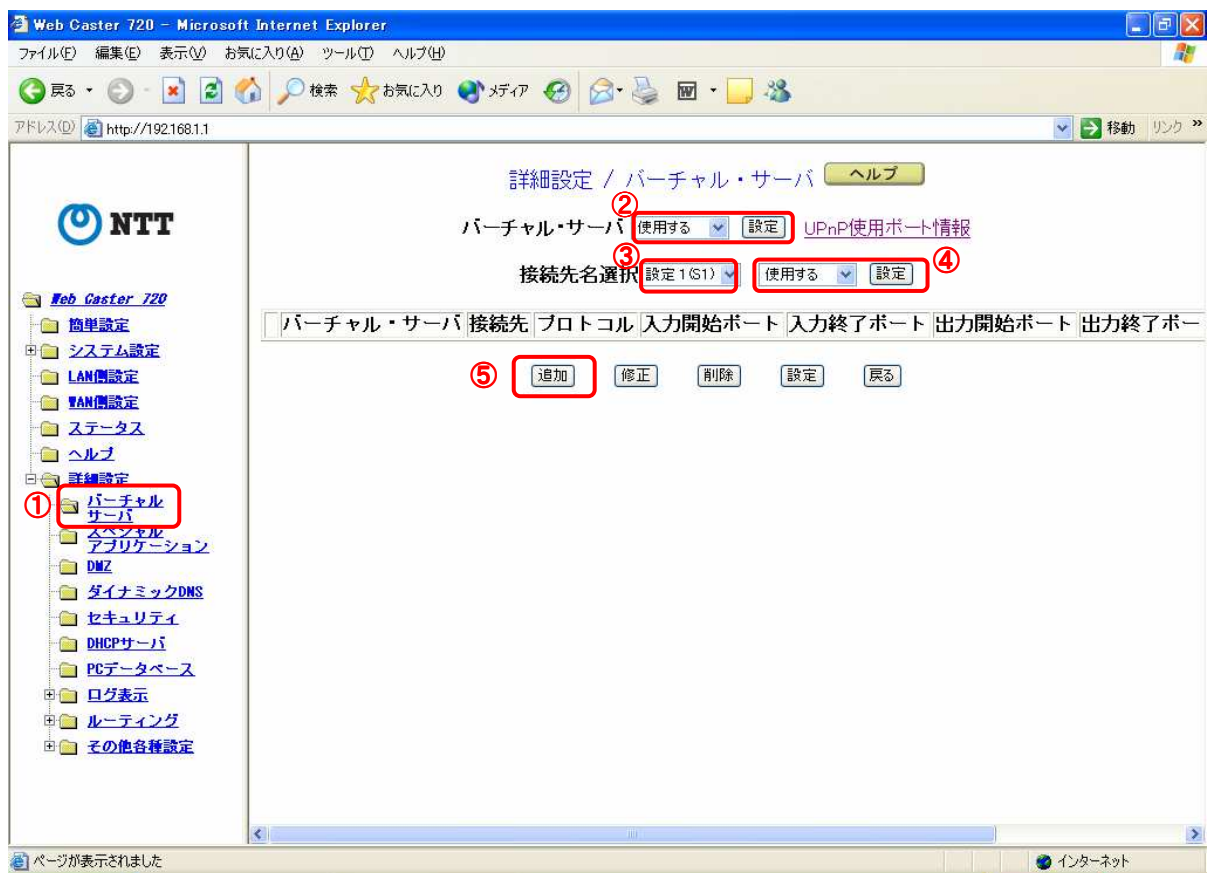 Web Caster 720 - Microsoft Internet Explorer
ファイル(F) 編集(E) 表示(V) お気に入り(A) ツール(T) ヘルプ(H)
戻る 検索 お気に入り メディア
アドレス(D) http://192.168.1.1 移動 リンク »
NTT
Web Caster 720
簡単設定
システム設定
LAN側設定
WAN側設定
ステータス
ヘルプ
詳細設定
① バーチャル
サーバ
スペシャル
アプリケーション
DMZ
ダイナミックDNS
セキュリティ
DHCPサーバ
PCデータベース
ログ表示
ルーティング
その他各種設定
詳細設定 / バーチャル・サーバ ヘルプ
②
バーチャル・サーバ 使用する 設定 UPnP使用ポート情報
③ ④
接続先名選択 設定1(S1) 使用する 設定
バーチャル・サーバ 接続先 プロトコル 入力開始ポート 入力終了ポート 出力開始ポート 出力終了ポー
⑤ 追加 修正 削除 設定 戻る
ページが表示されました インターネット